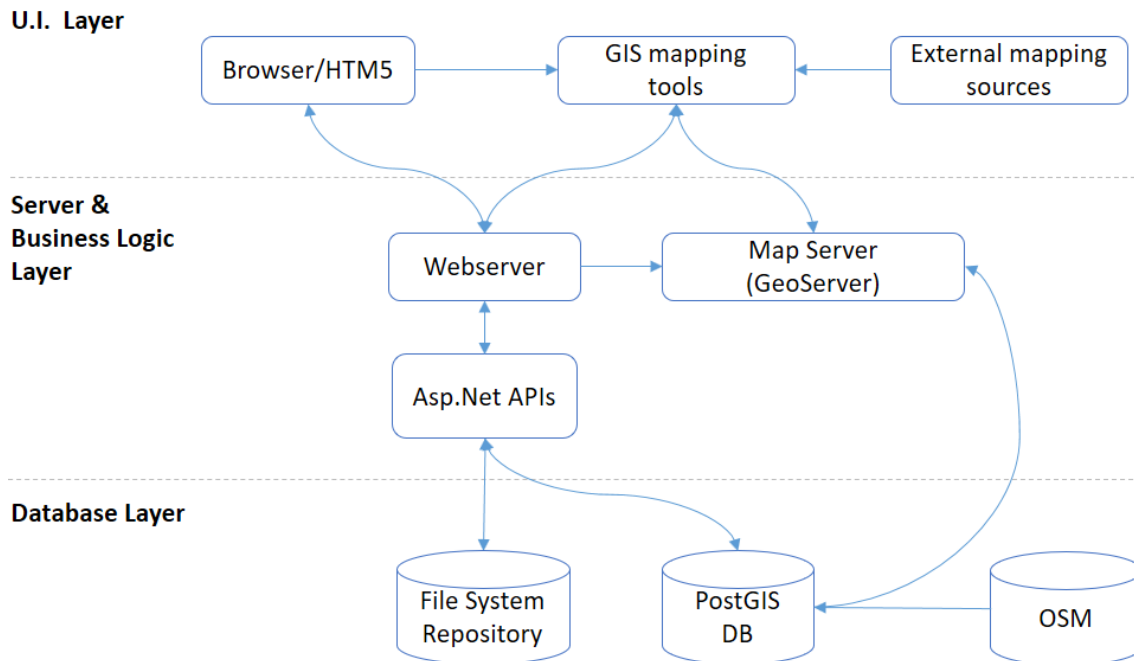 U.I. Layer
Browser/HTM5
GIS mapping
tools
External mapping
sources
Server &
Business Logic
Layer
Webserver
Map Server
(GeoServer)
Asp.Net APIs
Database Layer
File System
Repository
PostGIS
DB
OSM